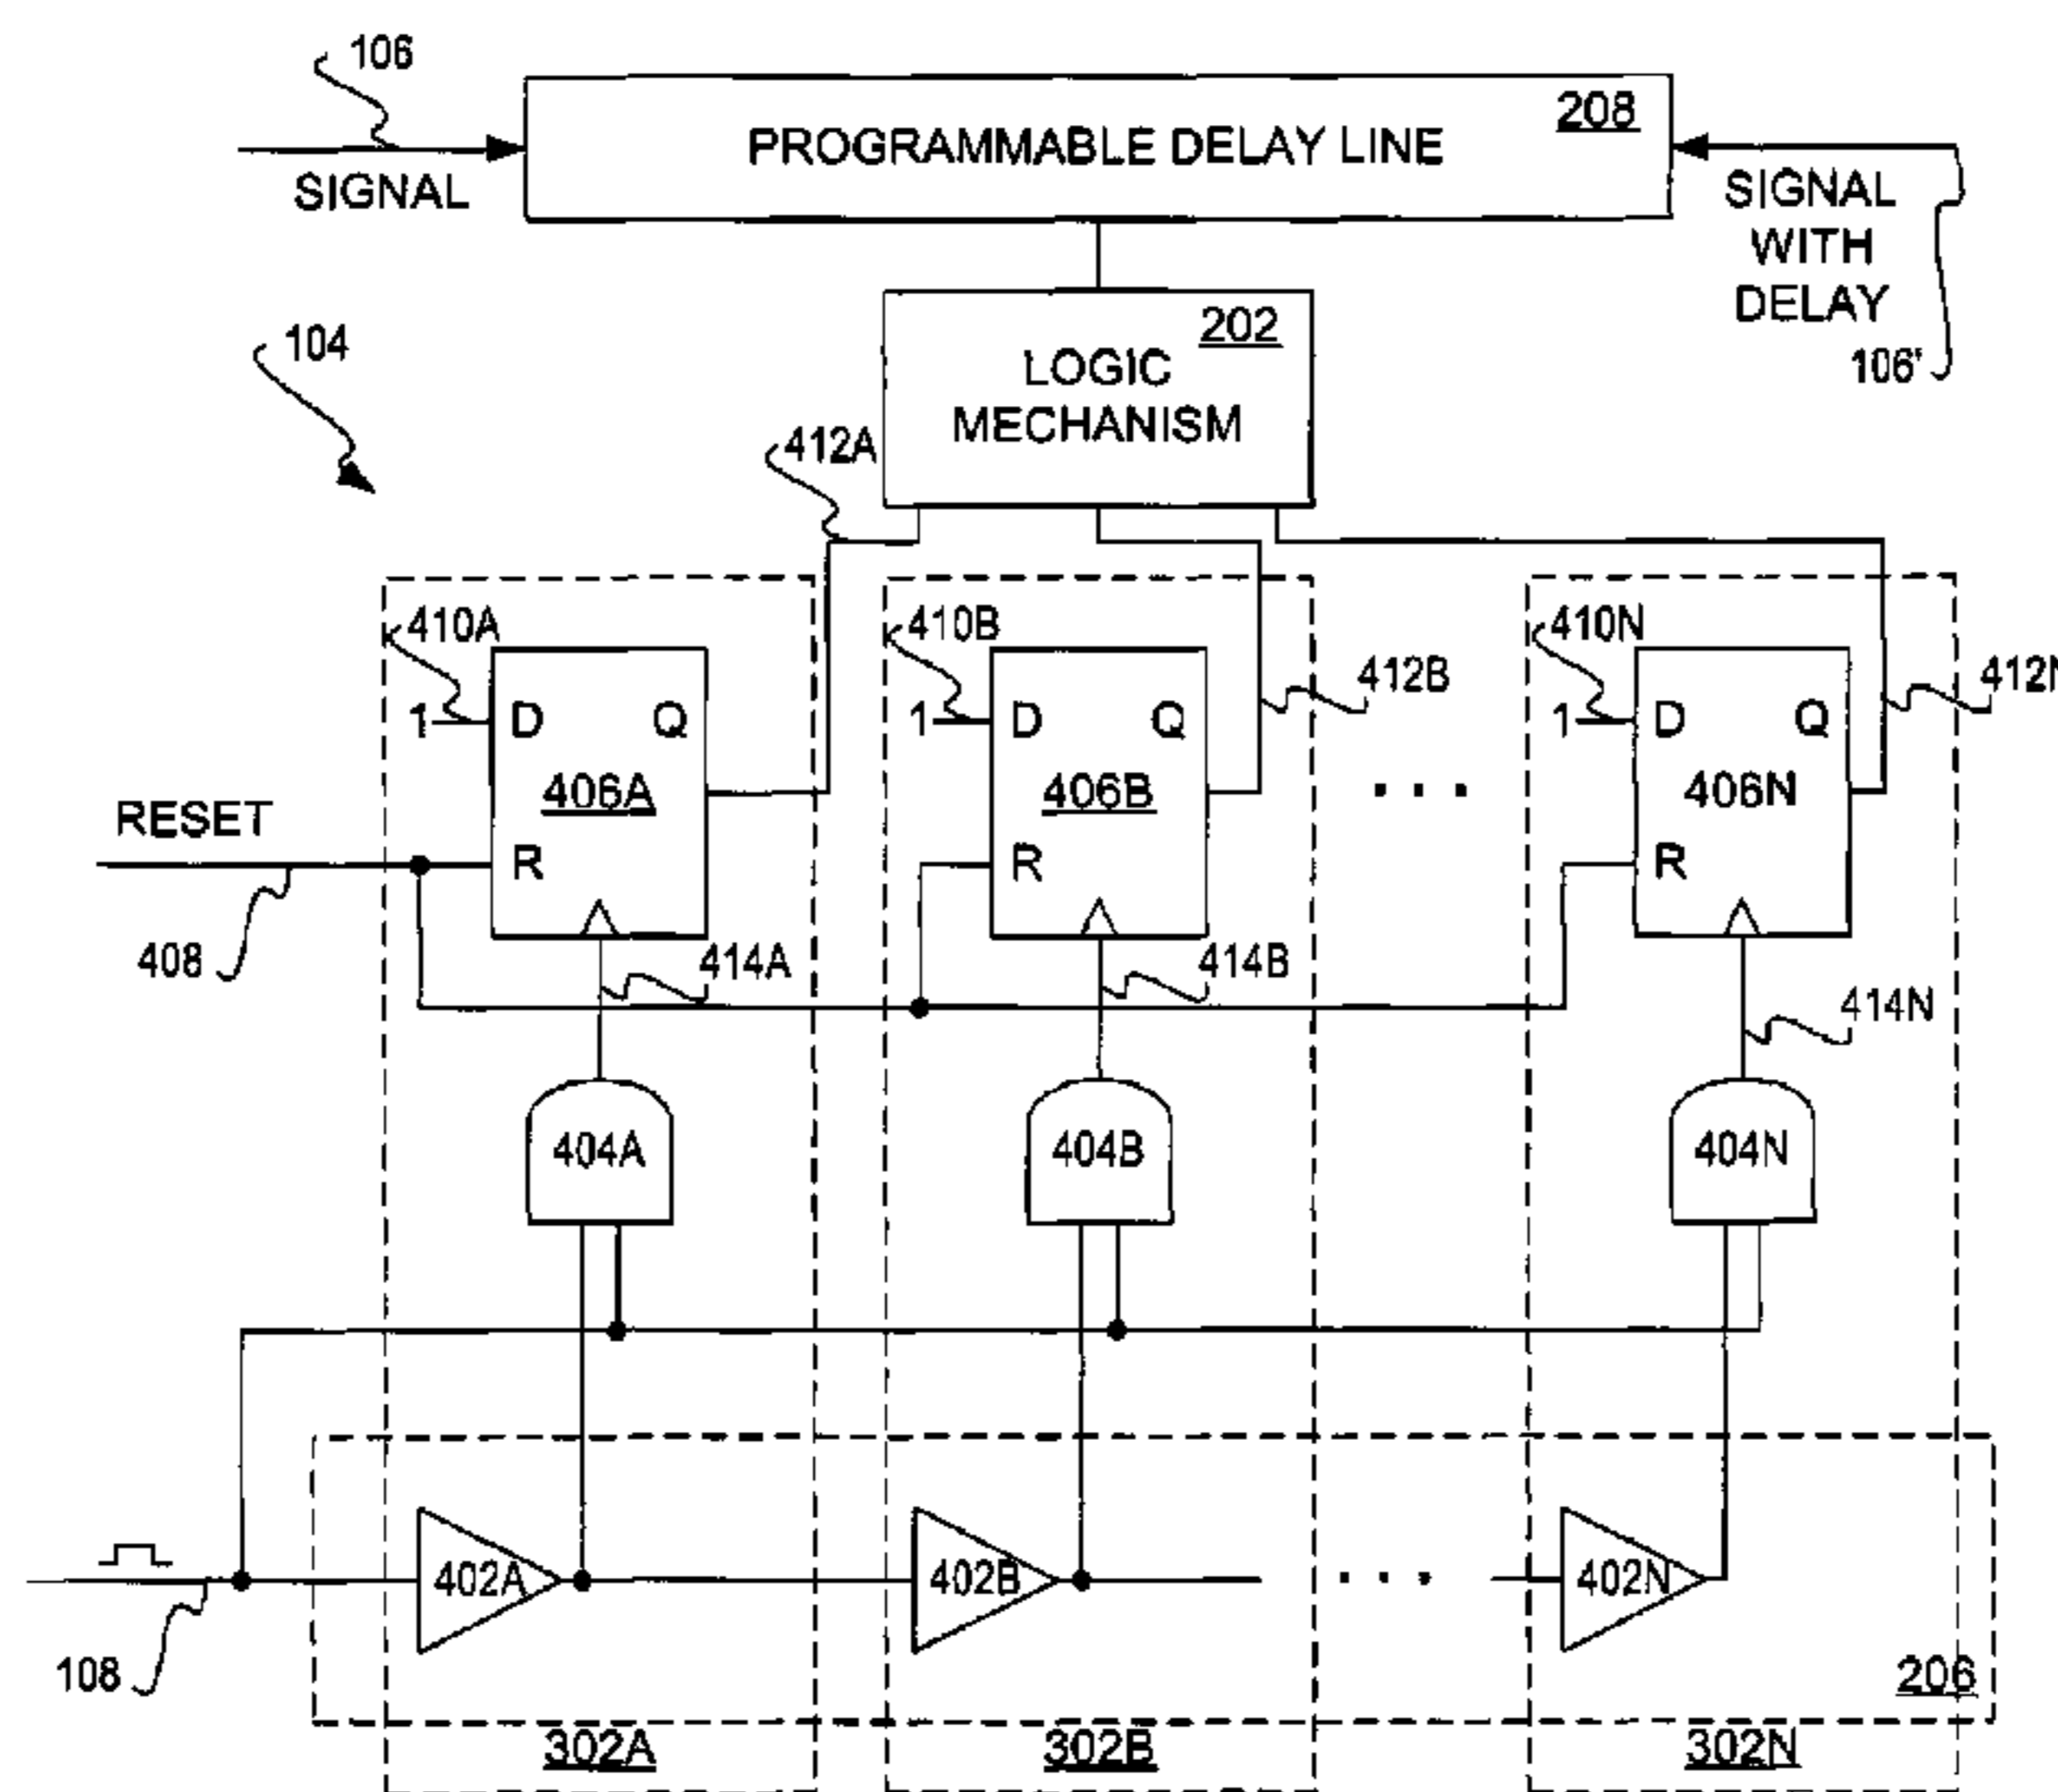 106
208
PROGRAMMABLE DELAY LINE
SIGNAL
SIGNAL
WITH
DELAY
106'
104
202
LOGIC
MECHANISM
412A
410A
410B
410N
412B
412N
1 D Q
1 D Q
1 D Q
406A
406B
406N
. . .
RESET
R
R
R
408
414A
414B
414N
404A
404B
404N
402A
402B
. . .
402N
108
206
302A
302B
302N